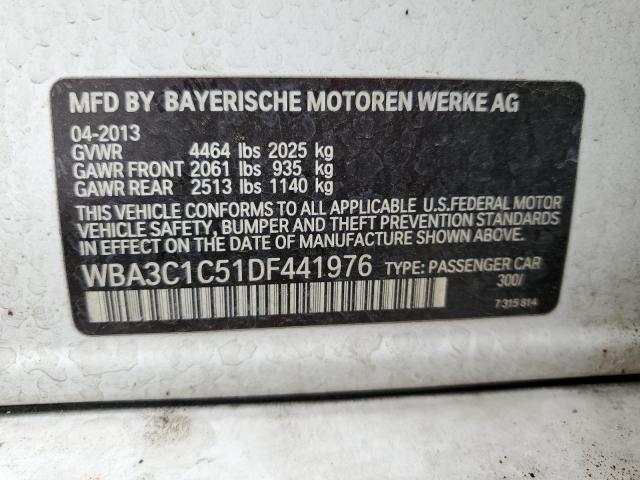 MFD BY BAYERISCHE MOTOREN WERKE AG
04-2013
GVWR 4464 lbs 2025 kg
GAWR FRONT 2061 lbs 935 kg
GAWR REAR 2513 lbs 1140 kg
THIS VEHICLE CONFORMS TO ALL APPLICABLE U.S.FEDERAL MOTOR
VEHICLE SAFETY, BUMPER AND THEFT PREVENTION STANDARDS
IN EFFECT ON THE DATE OF MANUFACTURE SHOWN ABOVE.
WBA3C1C51DF441976 TYPE: PASSENGER CAR
300/
7 315 814